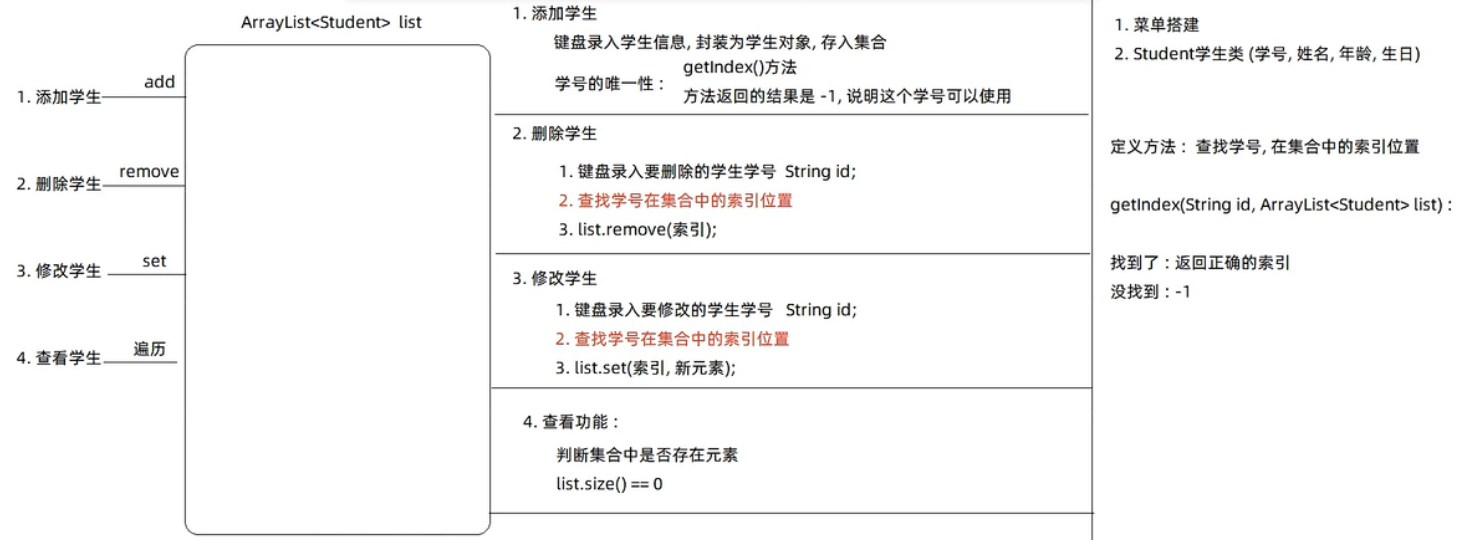 ArrayList<Student> list
1. 添加学生
add
2. 删除学生
remove
3. 修改学生
set
4. 查看学生
遍历
1. 添加学生
键盘录入学生信息, 封装为学生对象, 存入集合
学号的唯一性 :
getIndex()方法
方法返回的结果是 -1, 说明这个学号可以使用
2. 删除学生
1. 键盘录入要删除的学生学号 String id;
2. 查找学号在集合中的索引位置
3. list.remove(索引);
3. 修改学生
1. 键盘录入要修改的学生学号 String id;
2. 查找学号在集合中的索引位置
3. list.set(索引, 新元素);
4. 查看功能 :
判断集合中是否存在元素
list.size() == 0
1. 菜单搭建
2. Student学生类 (学号, 姓名, 年龄, 生日)
定义方法 : 查找学号, 在集合中的索引位置
getIndex(String id, ArrayList<Student> list) :
找到了 : 返回正确的索引
没找到 : -1